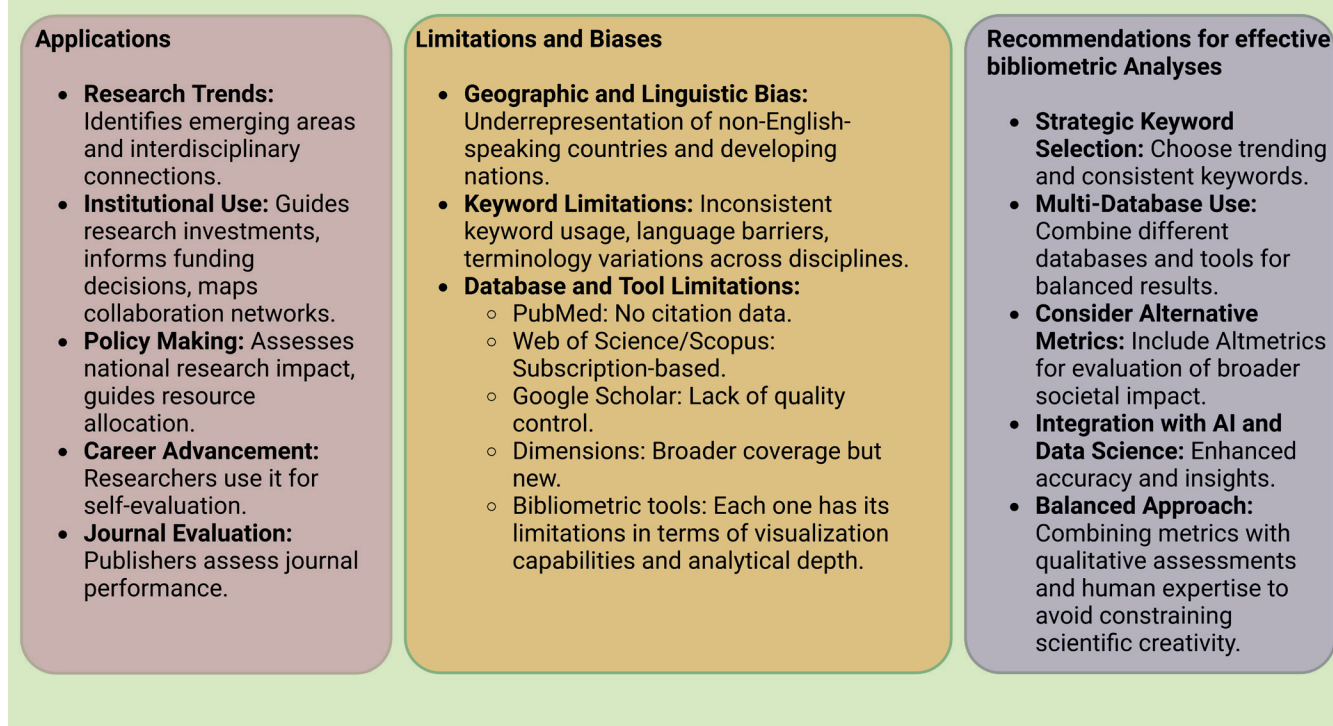 Applications
• Research Trends:
Identifies emerging areas
and interdisciplinary
connections.
• Institutional Use: Guides
research investments,
informs funding
decisions, maps
collaboration networks.
• Policy Making: Assesses
national research impact,
guides resource
allocation.
• Career Advancement:
Researchers use it for
self-evaluation.
• Journal Evaluation:
Publishers assess journal
performance.
Limitations and Biases
• Geographic and Linguistic Bias:
Underrepresentation of non-English-
speaking countries and developing
nations.
• Keyword Limitations: Inconsistent
keyword usage, language barriers,
terminology variations across disciplines.
• Database and Tool Limitations:
○ PubMed: No citation data.
○ Web of Science/Scopus:
Subscription-based.
○ Google Scholar: Lack of quality
control.
○ Dimensions: Broader coverage but
new.
○ Bibliometric tools: Each one has its
limitations in terms of visualization
capabilities and analytical depth.
Recommendations for effective
bibliometric Analyses
• Strategic Keyword
Selection: Choose trending
and consistent keywords.
• Multi-Database Use:
Combine different
databases and tools for
balanced results.
• Consider Alternative
Metrics: Include Altmetrics
for evaluation of broader
societal impact.
• Integration with AI and
Data Science: Enhanced
accuracy and insights.
• Balanced Approach:
Combining metrics with
qualitative assessments
and human expertise to
avoid constraining
scientific creativity.